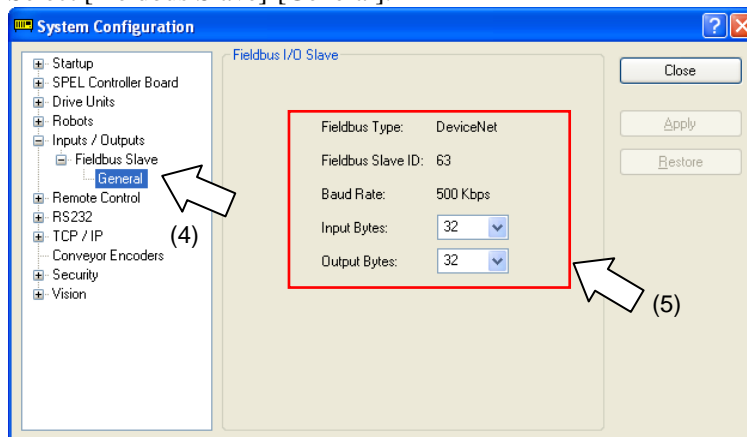 System Configuration
Startup
SPEL Controller Board
Drive Units
Robots
Inputs / Outputs
Fieldbus Slave
General
Remote Control
RS232
TCP / IP
Conveyor Encoders
Security
Vision
(4)
Fieldbus I/O Slave
Fieldbus Type: DeviceNet
Fieldbus Slave ID: 63
Baud Rate: 500 Kbps
Input Bytes: 32
Output Bytes: 32
(5)
Close
Apply
Restore